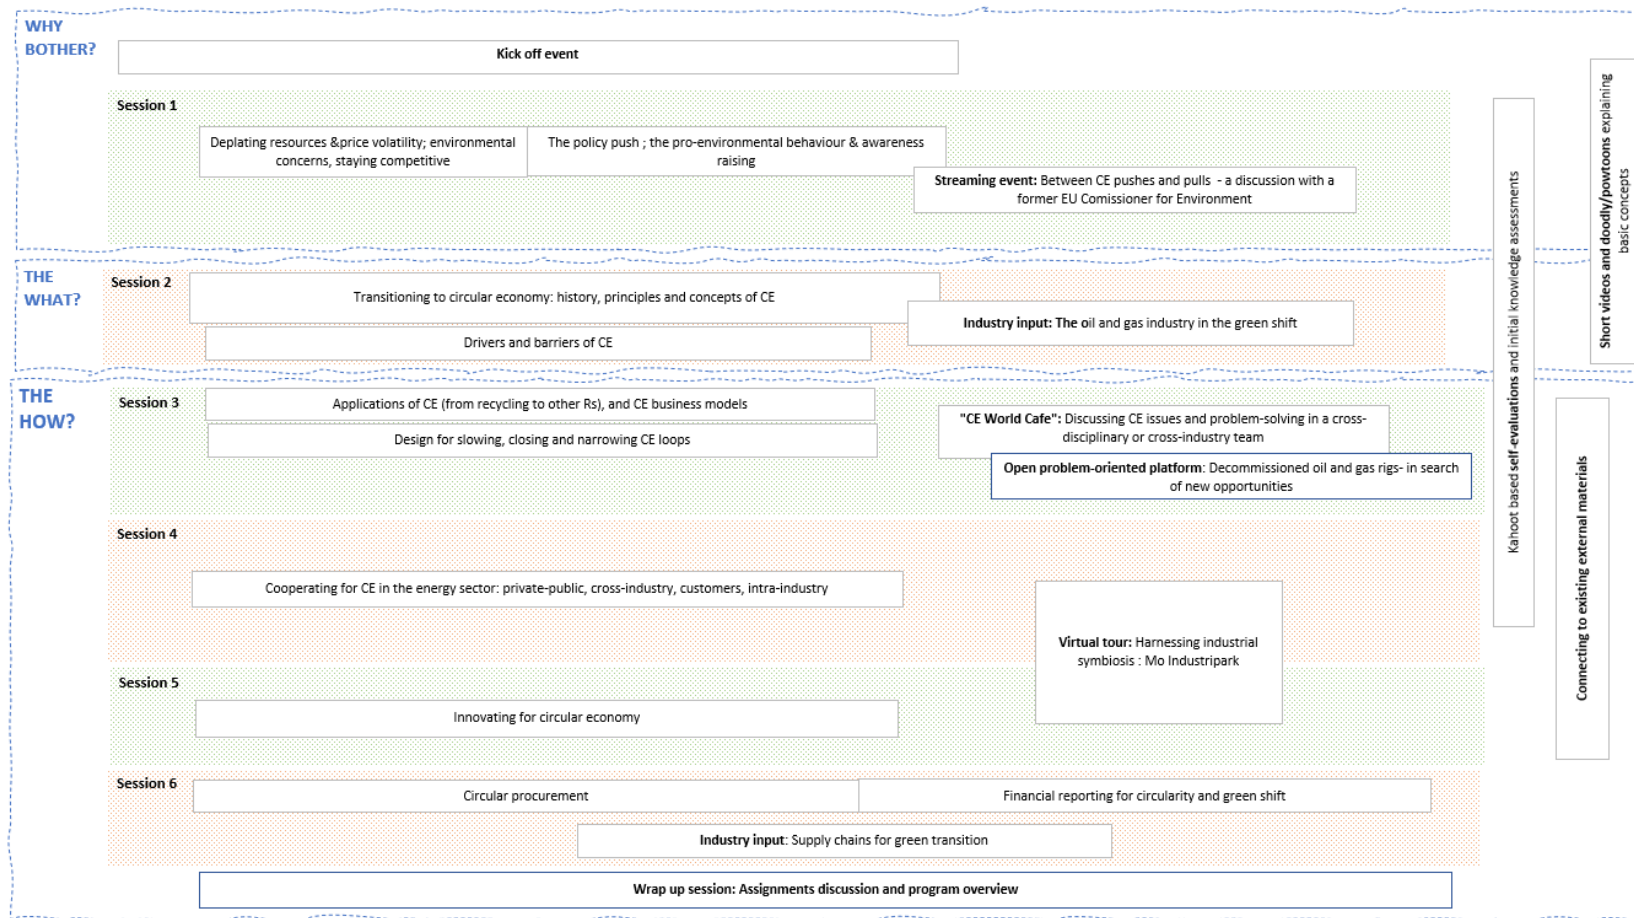 WHY
BOTHER?
Kick off event
Session 1
Deplating resources &price volatility; environmental
concerns, staying competitive
The policy push ; the pro-environmental behaviour & awareness
raising
Streaming event: Between CE pushes and pulls - a discussion with a
former EU Comissioner for Environment
THE
WHAT?
Session 2
Transitioning to circular economy: history, principles and concepts of CE
Industry input: The oil and gas industry in the green shift
Drivers and barriers of CE
THE
HOW?
Session 3
Applications of CE (from recycling to other Rs), and CE business models
Design for slowing, closing and narrowing CE loops
"CE World Cafe": Discussing CE issues and problem-solving in a cross-
disciplinary or cross-industry team
Open problem-oriented platform: Decommissioned oil and gas rigs- in search
of new opportunities
Session 4
Cooperating for CE in the energy sector: private-public, cross-industry, customers, intra-industry
Virtual tour: Harnessing industrial
symbiosis : Mo Industripark
Session 5
Innovating for circular economy
Session 6
Circular procurement
Financial reporting for circularity and green shift
Industry input: Supply chains for green transition
Wrap up session: Assignments discussion and program overview
Kahoot based self-evaluations and initial knowledge assessments
Short videos and doodly/powtoons explaining
basic concepts
Connecting to existing external materials